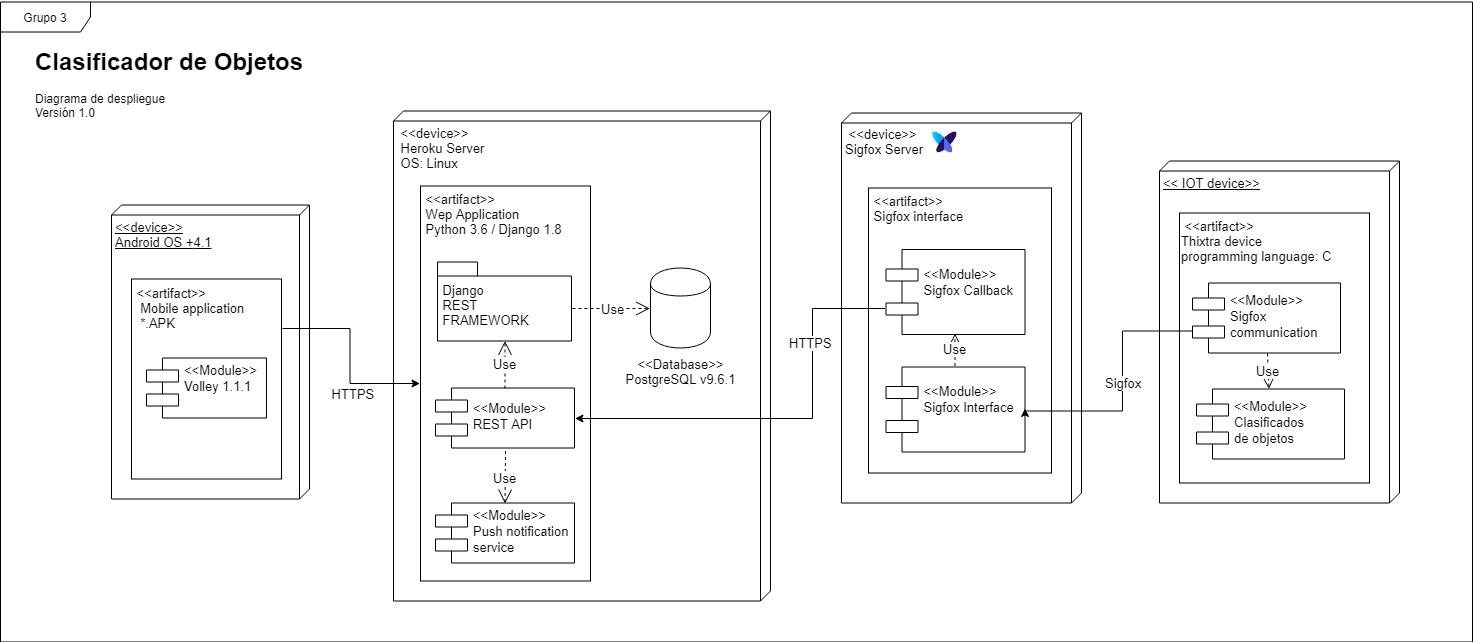 Grupo 3
Clasificador de Objetos
Diagrama de despliegue
Versión 1.0
<<device>>
Android OS +4.1
<<artifact>>
Mobile application
*.APK
<<Module>>
Volley 1.1.1
HTTPS
<<device>>
Heroku Server
OS: Linux
<<artifact>>
Wep Application
Python 3.6 / Django 1.8
Django
REST
FRAMEWORK
Use
<<Database>>
PostgreSQL v9.6.1
Use
<<Module>>
REST API
Use
<<Module>>
Push notification
service
HTTPS
<<device>>
Sigfox Server
<<artifact>>
Sigfox interface
<<Module>>
Sigfox Callback
Use
<<Module>>
Sigfox Interface
Sigfox
<< IOT device>>
<<artifact>>
Thixtra device
programming language: C
<<Module>>
Sigfox
communication
Use
<<Module>>
Clasificados
de objetos